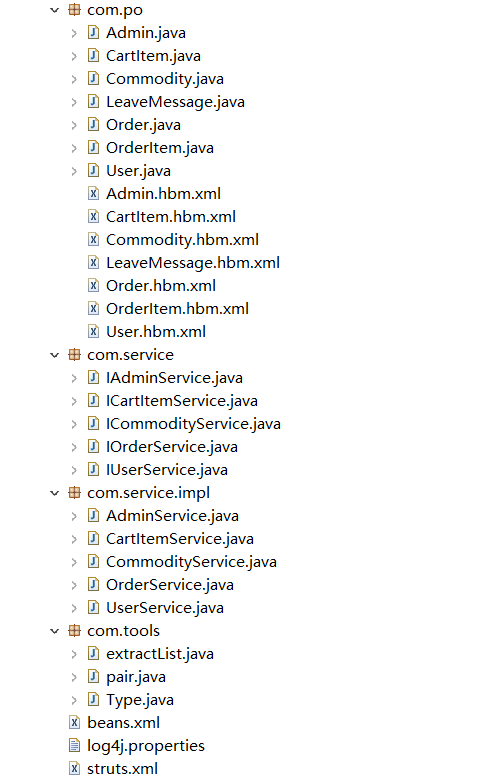 com.po
Admin.java
CartItem.java
Commodity.java
LeaveMessage.java
Order.java
OrderItem.java
User.java
Admin.hbm.xml
CartItem.hbm.xml
Commodity.hbm.xml
LeaveMessage.hbm.xml
Order.hbm.xml
OrderItem.hbm.xml
User.hbm.xml
com.service
IAdminService.java
ICartItemService.java
ICommodityService.java
IOrderService.java
IUserService.java
com.service.impl
AdminService.java
CartItemService.java
CommodityService.java
OrderService.java
UserService.java
com.tools
extractList.java
pair.java
Type.java
beans.xml
log4j.properties
struts.xml